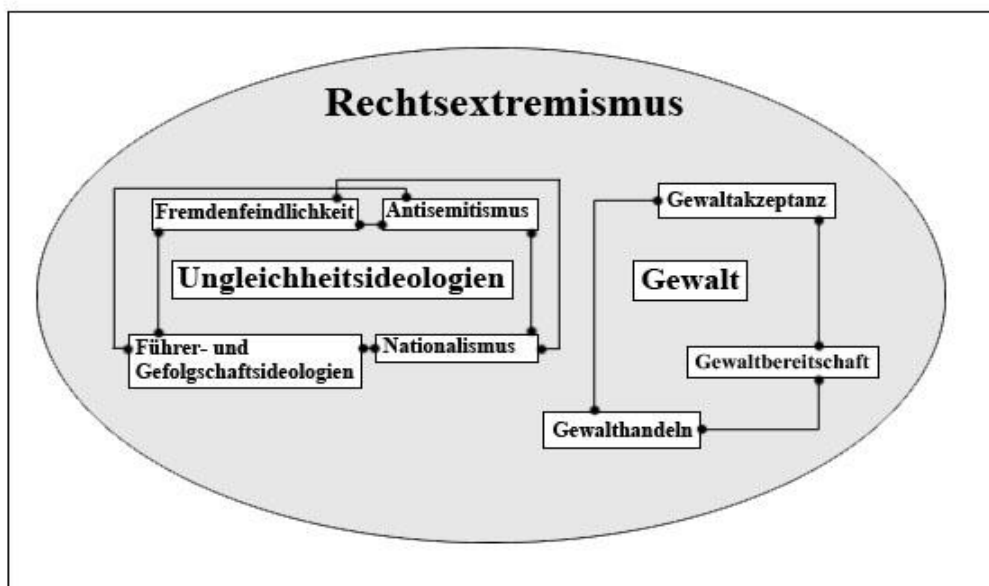 Rechtsextremismus
Fremdenfeindlichkeit
Antisemitismus
Ungleichheitsideologien
Führer- und
Gefolgschaftsideologien
Nationalismus
Gewaltakzeptanz
Gewalt
Gewaltbereitschaft
Gewalthandeln